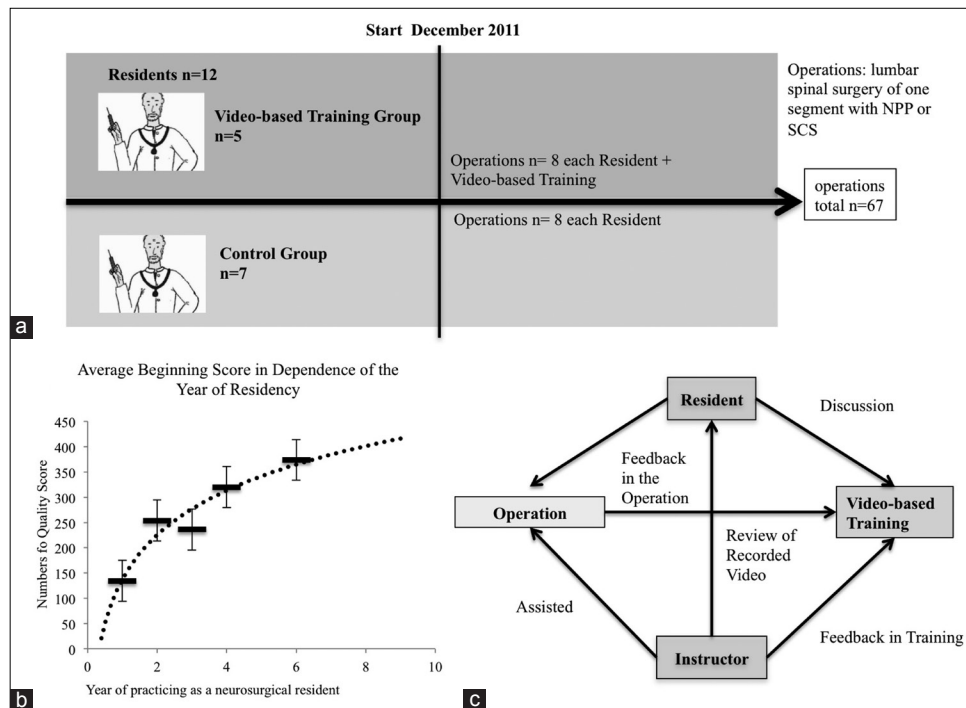 Start December 2011
Residents n=12
Video-based Training Group
n=5
Operations n= 8 each Resident +
Video-based Training
Operations n= 8 each Resident
Control Group
n=7
Operations: lumbar
spinal surgery of one
segment with NPP or
SCS
operations
total n=67
a
Average Beginning Score in Dependence of the
Year of Residency
Numbers fo Quality Score
450
400
350
300
250
200
150
100
50
0
0 2 4 6 8 10
Year of practicing as a neurosurgical resident
b
Resident
Discussion
Feedback
in the
Operation
Operation
Video-based
Training
Review of
Recorded
Video
Assisted
Feedback in Training
Instructor
c